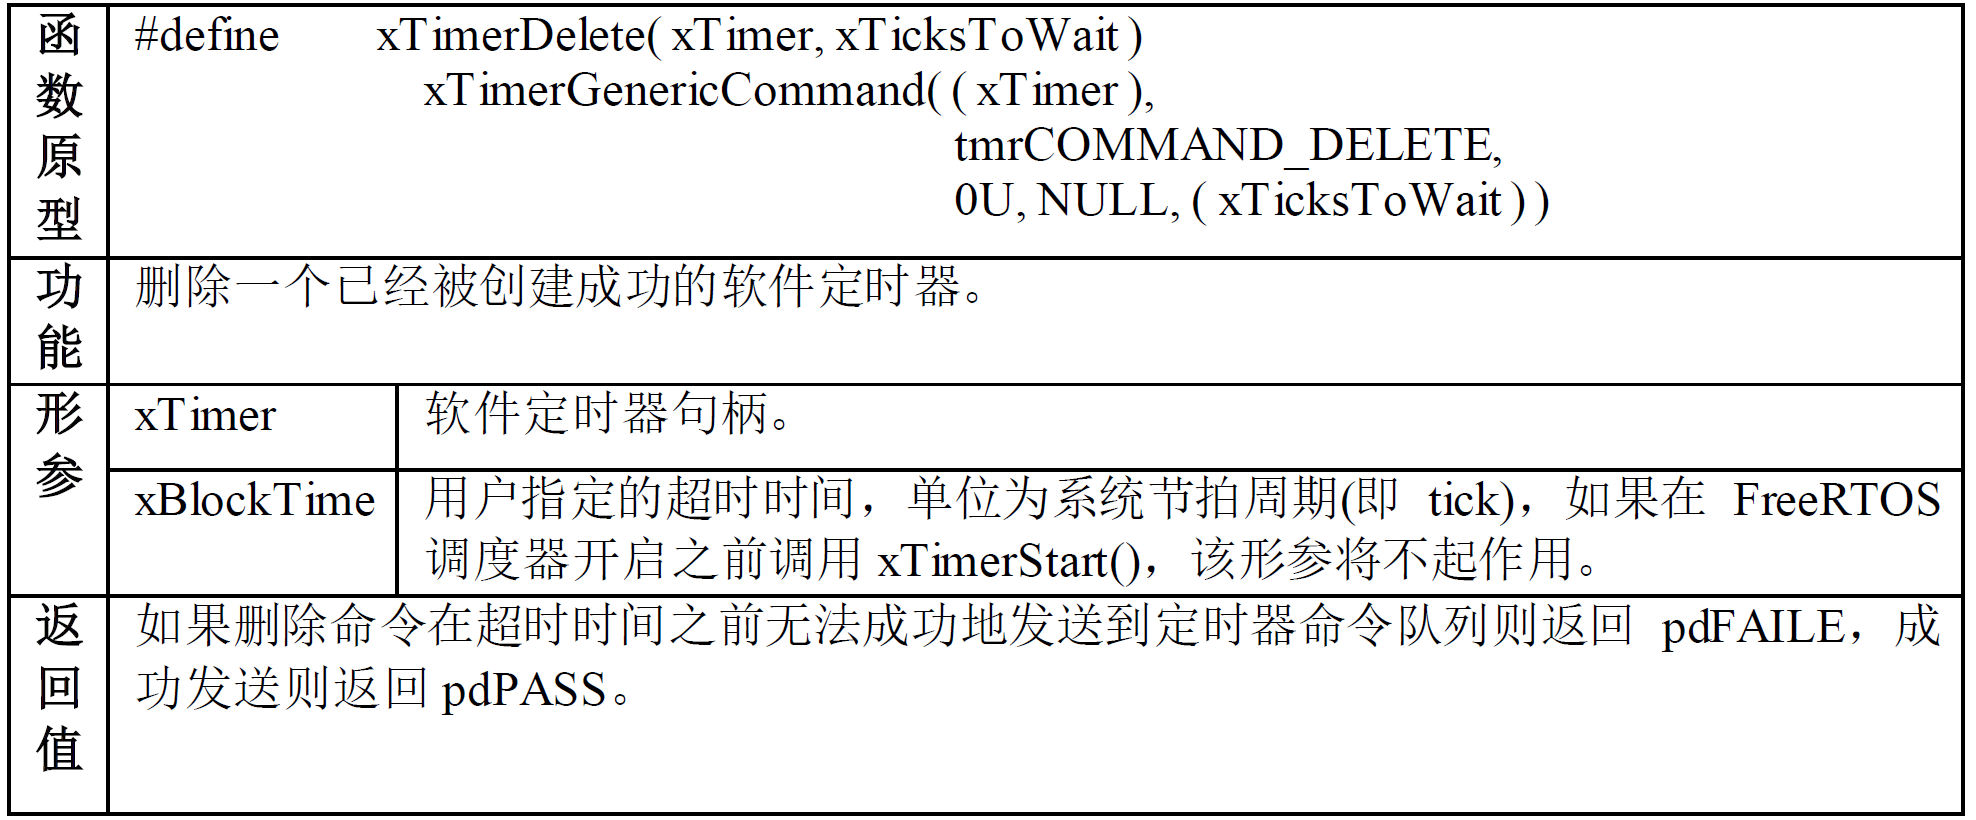 函数原型
#define xTimerDelete( xTimer, xTicksToWait )
xTimerGenericCommand( ( xTimer ),
tmrCOMMAND_DELETE,
0U, NULL, ( xTicksToWait ) )
功能
删除一个已经被创建成功的软件定时器。
形参
xTimer
软件定时器句柄。
xBlockTime
用户指定的超时时间，单位为系统节拍周期(即 tick)，如果在 FreeRTOS
调度器开启之前调用 xTimerStart()，该形参将不起作用。
返回值
如果删除命令在超时时间之前无法成功地发送到定时器命令队列则返回 pdFAILE，成
功发送则返回 pdPASS。